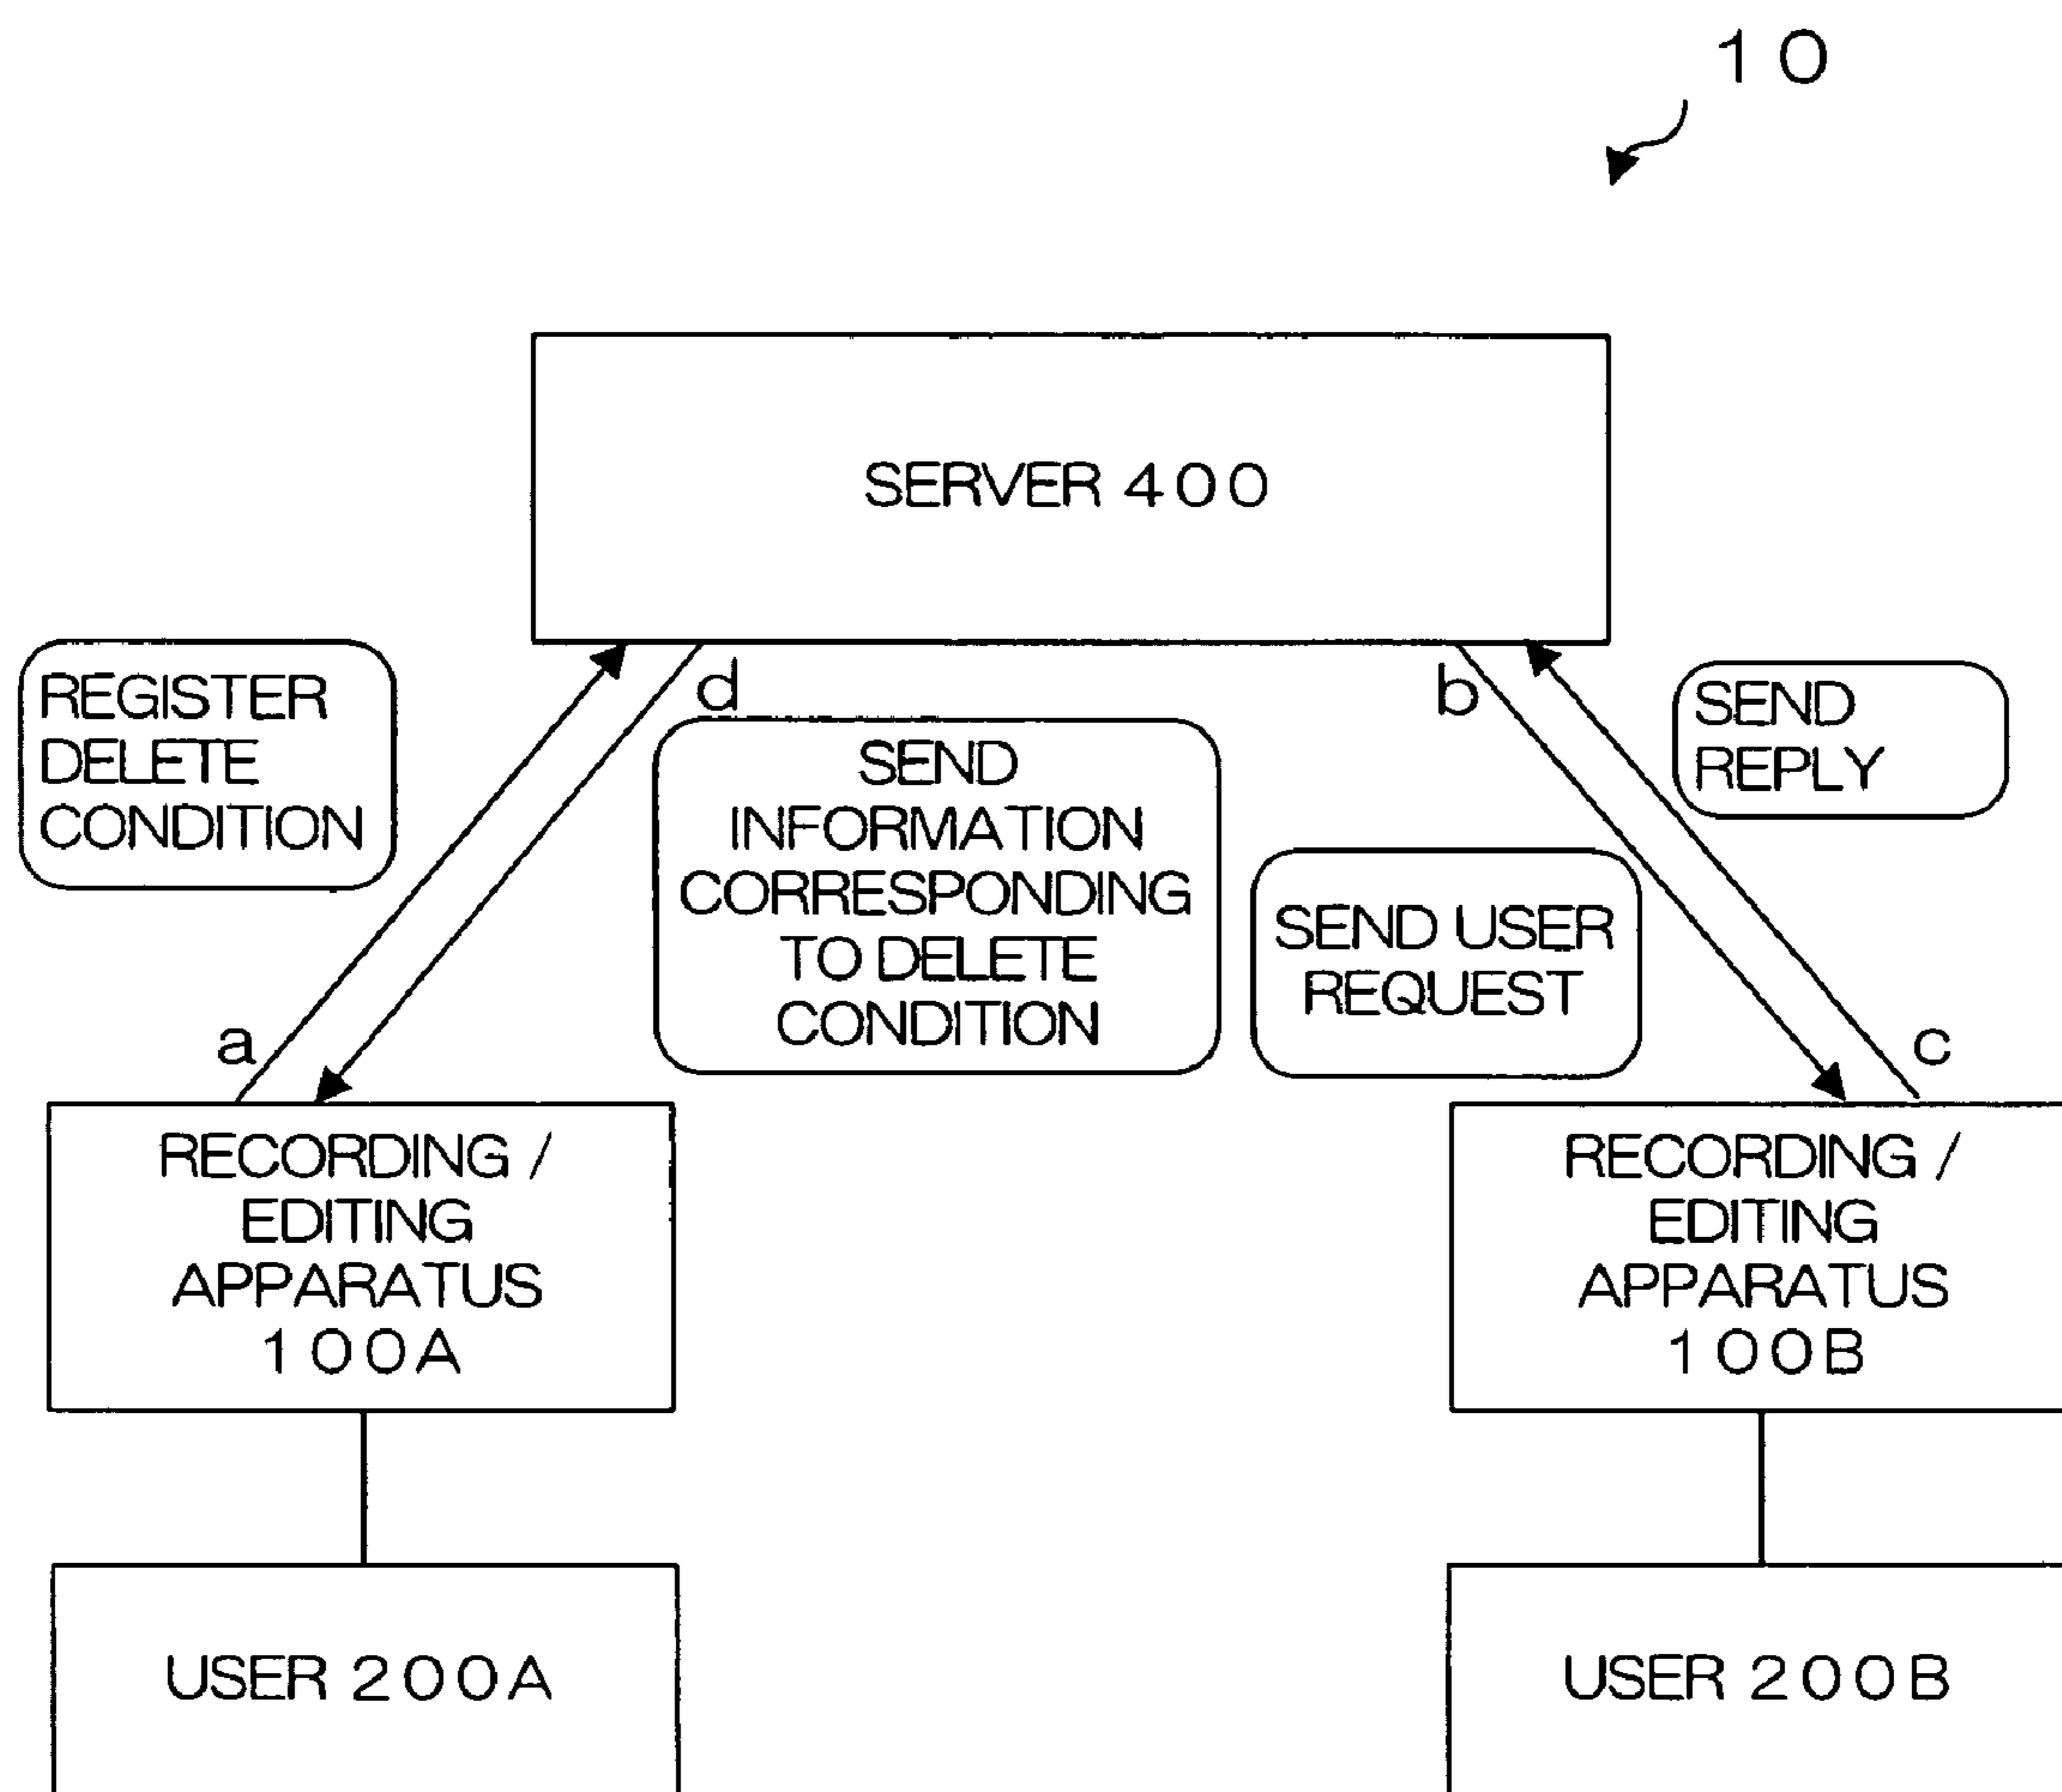 10
SERVER 400
REGISTER
DELETE
CONDITION
d
SEND
INFORMATION
CORRESPONDING
TO DELETE
CONDITION
b
SEND USER
REQUEST
SEND
REPLY
a
c
RECORDING /
EDITING
APPARATUS
100A
RECORDING /
EDITING
APPARATUS
100B
USER 200A
USER 200B